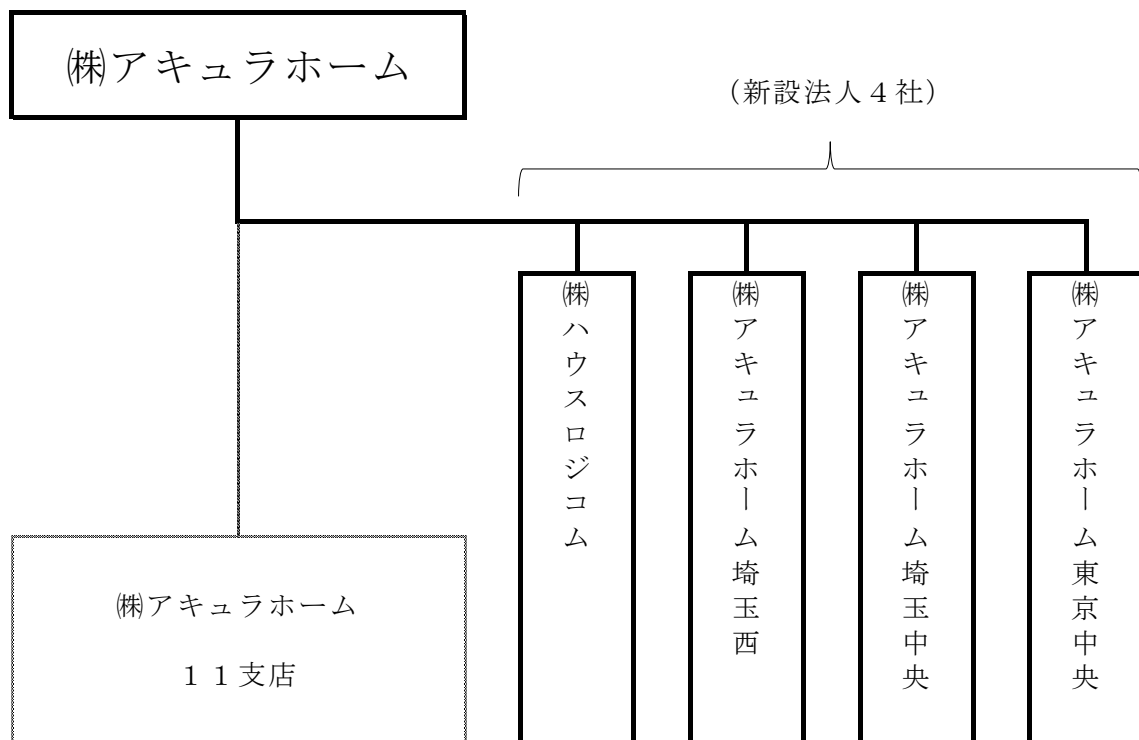 ㈱アキュラホーム
（新設法人４社）
㈱ハウスロジコム
㈱アキュラホーム埼玉西
㈱アキュラホーム埼玉中央
㈱アキュラホーム東京中央
㈱アキュラホーム
１１支店